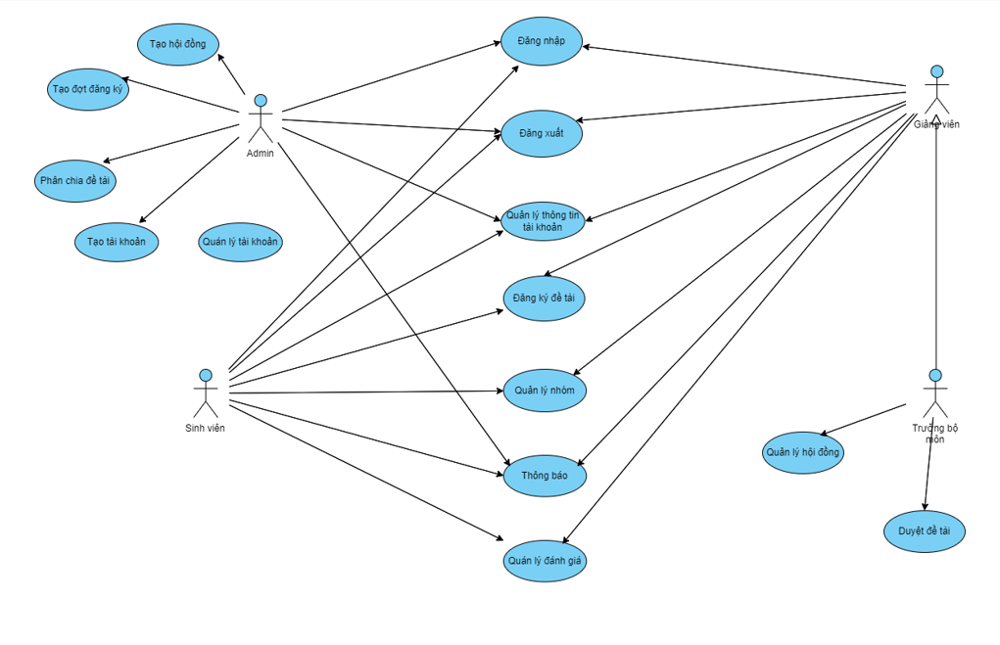 Đăng nhập
Tạo hội đồng
Tạo đợt đăng ký
Admin
Giảng viên
Đăng xuất
Phân chia đề tài
Quản lý thông tin
tài khoản
Tạo tài khoản
Quản lý tài khoản
Đăng ký đề tài
Quản lý nhóm
Sinh viên
Trưởng bộ
môn
Quản lý hội đồng
Thông báo
Duyệt đề tài
Quản lý đánh giá